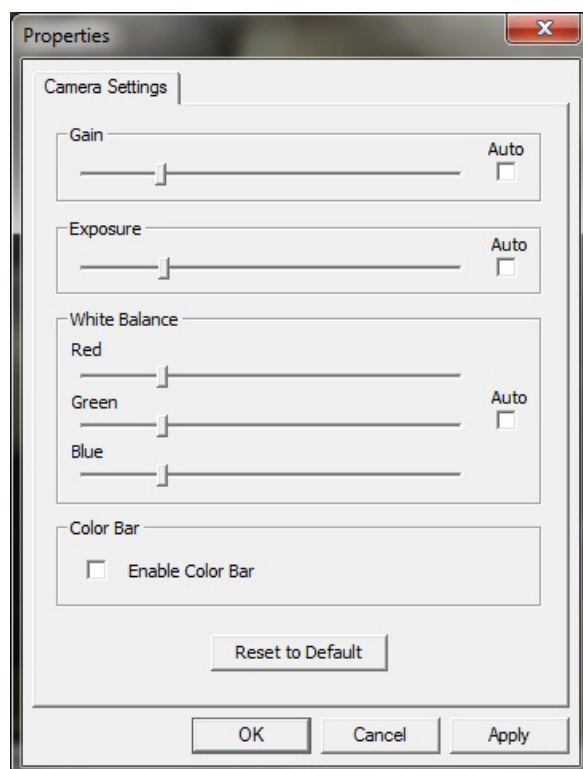 Properties
Camera Settings
Gain
Auto
Exposure
Auto
White Balance
Red
Green
Auto
Blue
Color Bar
Enable Color Bar
Reset to Default
OK Cancel Apply